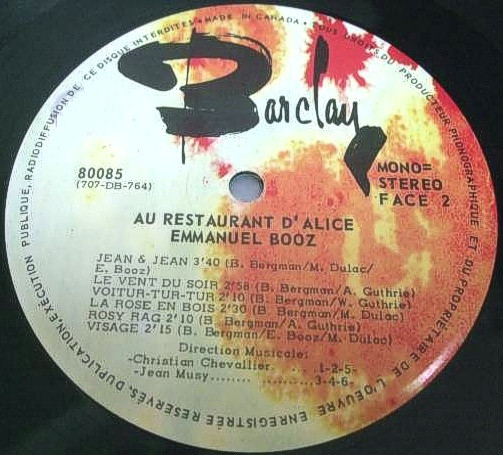 EXÉCUTION PUBLIQUE, RADIODIFFUSION DE CE DISQUE INTERDITES • MADE IN CANADA • TOUS DROITS DU PRODUCTEUR PHONOGRAPHIQUE ET DU PROPRIÉTAIRE DE L'OEUVRE ENREGISTRÉE RESERVÉS, DUPLICATION,
Barclay
80085
(707-DB-764)
MONO=
STEREO
FACE 2
AU RESTAURANT D'ALICE
EMMANUEL BOOZ
JEAN & JEAN 3'40 (B. Bergman/M. Dulac/
E. Booz)
LE VENT DU SOIR 2'58 (B. Bergman/A. Guthrie)
VOITUR-TUR-TUR 2'10 (B. Bergman/W. Guthrie)
LA ROSE EN BOIS 2'30 (B. Bergman/M. Dulac)
ROSY RAG 2'10 (B. Bergman/A. Guthrie)
VISAGE 2'15 (B. Bergman/E. Booz/M. Dulac)
Direction Musicale:
-Christian Chevallier. . . . 1-2-5-
-Jean Musy......... ..........3-4-6.